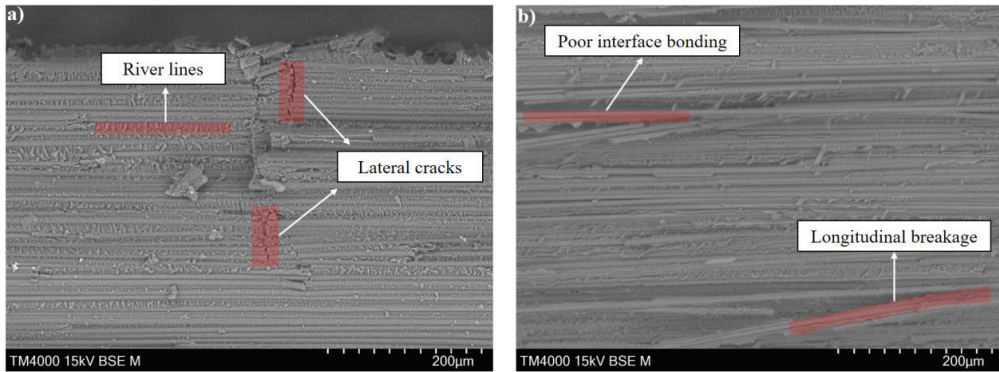 a)
River lines
Lateral cracks
TM4000 15kV BSE M
200μm
b)
Poor interface bonding
Longitudinal breakage
TM4000 15kV BSE M
200μm